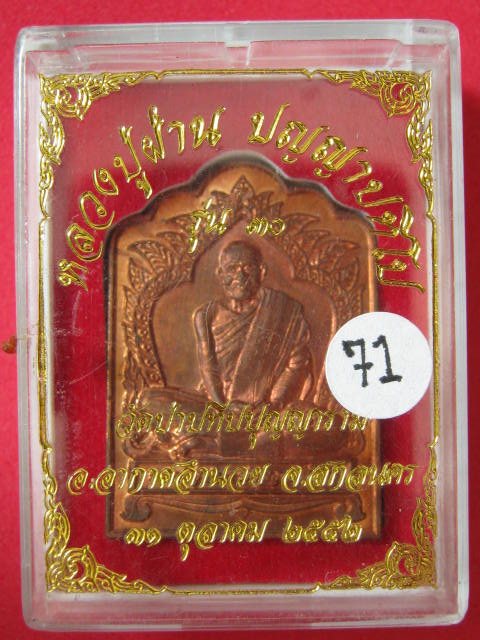 หลวงปู่ผ่าน ปญฺญาปทีโป
รุ่น ๓๐
71
วัดป่าปทีปปุญญาราม
อ.อากาศอำนวย จ.สกลนคร
๓๑ ตุลาคม ๒๕๕๒